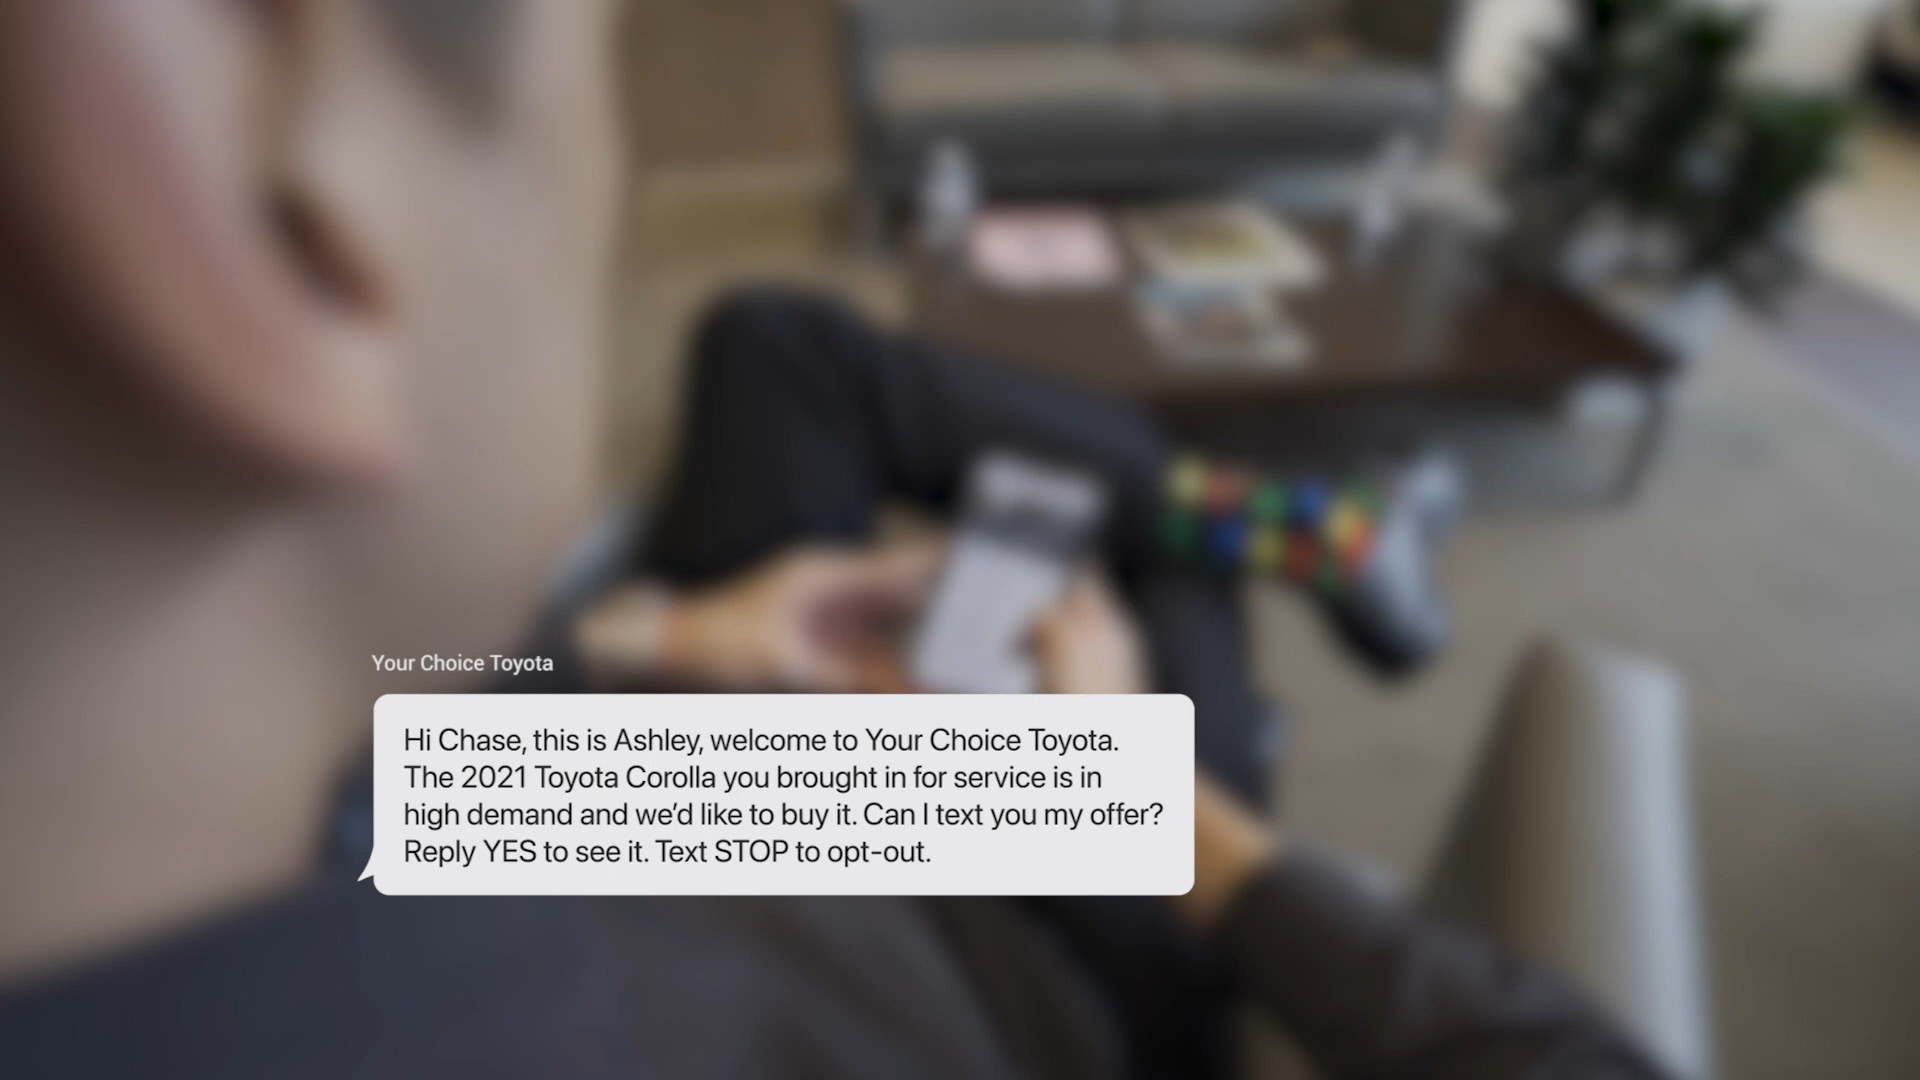 Your Choice Toyota
Hi Chase, this is Ashley, welcome to Your Choice Toyota.
The 2021 Toyota Corolla you brought in for service is in
high demand and we’d like to buy it. Can I text you my offer?
Reply YES to see it. Text STOP to opt-out.